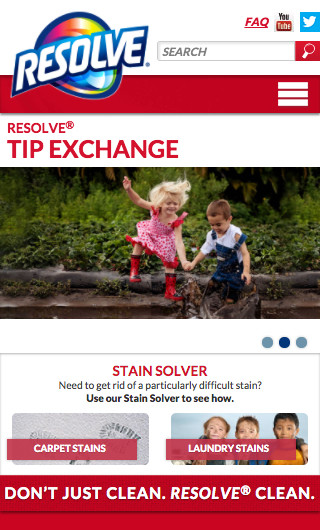 RESOLVE®
FAQ
You Tube
SEARCH
RESOLVE®
TIP EXCHANGE
STAIN SOLVER
Need to get rid of a particularly difficult stain?
Use our Stain Solver to see how.
CARPET STAINS
LAUNDRY STAINS
DON'T JUST CLEAN. RESOLVE® CLEAN.